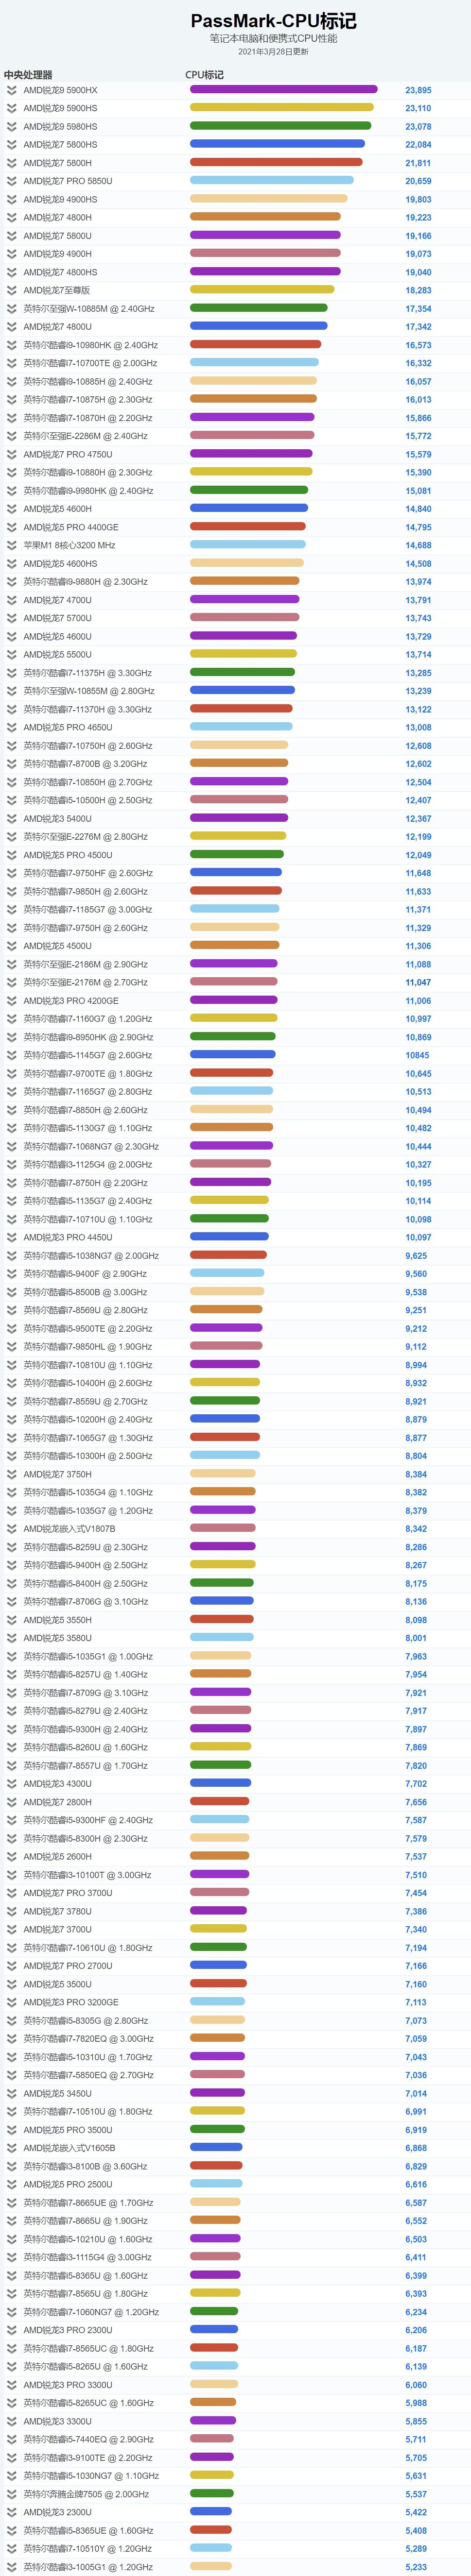 PassMark-CPU标记
笔记本电脑和便携式CPU性能
2021年3月28日更新
中央处理器 CPU标记
AMD锐龙9 5900HX 23,895
AMD锐龙9 5900HS 23,110
AMD锐龙9 5980HS 23,078
AMD锐龙7 5800HS 22,084
AMD锐龙7 5800H 21,811
AMD锐龙7 PRO 5850U 20,659
AMD锐龙9 4900HS 19,803
AMD锐龙7 4800H 19,223
AMD锐龙7 5800U 19,166
AMD锐龙9 4900H 19,073
AMD锐龙7 4800HS 19,040
AMD锐龙7至尊版 18,283
英特尔至强W-10885M @ 2.40GHz 17,354
AMD锐龙7 4800U 17,342
英特尔酷睿i9-10980HK @ 2.40GHz 16,573
英特尔酷睿i7-10700TE @ 2.00GHz 16,332
英特尔酷睿i9-10885H @ 2.40GHz 16,057
英特尔酷睿i7-10875H @ 2.30GHz 16,013
英特尔酷睿i7-10870H @ 2.20GHz 15,866
英特尔至强E-2286M @ 2.40GHz 15,772
AMD锐龙7 PRO 4750U 15,579
英特尔酷睿i9-10880H @ 2.30GHz 15,390
英特尔酷睿i9-9980HK @ 2.40GHz 15,081
AMD锐龙5 4600H 14,840
AMD锐龙5 PRO 4400GE 14,795
苹果M1 8核心3200 MHz 14,688
AMD锐龙5 4600HS 14,508
英特尔酷睿i9-9880H @ 2.30GHz 13,974
AMD锐龙7 4700U 13,791
AMD锐龙7 5700U 13,743
AMD锐龙5 4600U 13,729
AMD锐龙5 5500U 13,714
英特尔酷睿i7-11375H @ 3.30GHz 13,285
英特尔至强W-10855M @ 2.80GHz 13,239
英特尔酷睿i7-11370H @ 3.30GHz 13,122
AMD锐龙5 PRO 4650U 13,008
英特尔酷睿i7-10750H @ 2.60GHz 12,608
英特尔酷睿i7-8700B @ 3.20GHz 12,602
英特尔酷睿i7-10850H @ 2.70GHz 12,504
英特尔酷睿i5-10500H @ 2.50GHz 12,407
AMD锐龙3 5400U 12,367
英特尔至强E-2276M @ 2.80GHz 12,199
AMD锐龙5 PRO 4500U 12,049
英特尔酷睿i7-9750HF @ 2.60GHz 11,648
英特尔酷睿i7-9850H @ 2.60GHz 11,633
英特尔酷睿i7-1185G7 @ 3.00GHz 11,371
英特尔酷睿i7-9750H @ 2.60GHz 11,329
AMD锐龙5 4500U 11,306
英特尔至强E-2186M @ 2.90GHz 11,088
英特尔至强E-2176M @ 2.70GHz 11,047
AMD锐龙3 PRO 4200GE 11,006
英特尔酷睿i7-1160G7 @ 1.20GHz 10,997
英特尔酷睿i9-8950HK @ 2.90GHz 10,869
英特尔酷睿i5-1145G7 @ 2.60GHz 10845
英特尔酷睿i7-9700TE @ 1.80GHz 10,645
英特尔酷睿i7-1165G7 @ 2.80GHz 10,513
英特尔酷睿i7-8850H @ 2.60GHz 10,494
英特尔酷睿i5-1130G7 @ 1.10GHz 10,482
英特尔酷睿i7-1068NG7 @ 2.30GHz 10,444
英特尔酷睿i3-1125G4 @ 2.00GHz 10,327
英特尔酷睿i7-8750H @ 2.20GHz 10,195
英特尔酷睿i5-1135G7 @ 2.40GHz 10,114
英特尔酷睿i7-10710U @ 1.10GHz 10,098
AMD锐龙3 PRO 4450U 10,097
英特尔酷睿i5-1038NG7 @ 2.00GHz 9,625
英特尔酷睿i5-9400F @ 2.90GHz 9,560
英特尔酷睿i5-8500B @ 3.00GHz 9,538
英特尔酷睿i7-8569U @ 2.80GHz 9,251
英特尔酷睿i5-9500TE @ 2.20GHz 9,212
英特尔酷睿i7-9850HL @ 1.90GHz 9,112
英特尔酷睿i7-10810U @ 1.10GHz 8,994
英特尔酷睿i5-10400H @ 2.60GHz 8,932
英特尔酷睿i7-8559U @ 2.70GHz 8,921
英特尔酷睿i5-10200H @ 2.40GHz 8,879
英特尔酷睿i7-1065G7 @ 1.30GHz 8,877
英特尔酷睿i5-10300H @ 2.50GHz 8,804
AMD锐龙7 3750H 8,384
英特尔酷睿i5-1035G4 @ 1.10GHz 8,382
英特尔酷睿i5-1035G7 @ 1.20GHz 8,379
AMD锐龙嵌入式V1807B 8,342
英特尔酷睿i5-8259U @ 2.30GHz 8,286
英特尔酷睿i5-9400H @ 2.50GHz 8,267
英特尔酷睿i5-8400H @ 2.50GHz 8,175
英特尔酷睿i7-8706G @ 3.10GHz 8,136
AMD锐龙5 3550H 8,098
AMD锐龙5 3580U 8,001
英特尔酷睿i5-1035G1 @ 1.00GHz 7,963
英特尔酷睿i5-8257U @ 1.40GHz 7,954
英特尔酷睿i7-8709G @ 3.10GHz 7,921
英特尔酷睿i5-8279U @ 2.40GHz 7,917
英特尔酷睿i5-9300H @ 2.40GHz 7,897
英特尔酷睿i5-8260U @ 1.60GHz 7,869
英特尔酷睿i7-8557U @ 1.70GHz 7,820
AMD锐龙3 4300U 7,702
AMD锐龙7 2800H 7,656
英特尔酷睿i5-9300HF @ 2.40GHz 7,587
英特尔酷睿i5-8300H @ 2.30GHz 7,579
AMD锐龙5 2600H 7,537
英特尔酷睿i3-10100T @ 3.00GHz 7,510
AMD锐龙7 PRO 3700U 7,454
AMD锐龙7 3780U 7,386
AMD锐龙7 3700U 7,340
英特尔酷睿i7-10610U @ 1.80GHz 7,194
AMD锐龙7 PRO 2700U 7,166
AMD锐龙5 3500U 7,160
AMD锐龙3 PRO 3200GE 7,113
英特尔酷睿i5-8305G @ 2.80GHz 7,073
英特尔酷睿i7-7820EQ @ 3.00GHz 7,059
英特尔酷睿i5-10310U @ 1.70GHz 7,043
英特尔酷睿i7-5850EQ @ 2.70GHz 7,036
AMD锐龙5 3450U 7,014
英特尔酷睿i7-10510U @ 1.80GHz 6,991
AMD锐龙5 PRO 3500U 6,919
AMD锐龙嵌入式V1605B 6,868
英特尔酷睿i3-8100B @ 3.60GHz 6,829
AMD锐龙5 PRO 2500U 6,616
英特尔酷睿i7-8665UE @ 1.70GHz 6,587
英特尔酷睿i7-8665U @ 1.90GHz 6,552
英特尔酷睿i5-10210U @ 1.60GHz 6,503
英特尔酷睿i3-1115G4 @ 3.00GHz 6,411
英特尔酷睿i5-8365U @ 1.60GHz 6,399
英特尔酷睿i7-8565U @ 1.80GHz 6,393
英特尔酷睿i7-1060NG7 @ 1.20GHz 6,234
AMD锐龙3 PRO 2300U 6,206
英特尔酷睿i7-8565UC @ 1.80GHz 6,187
英特尔酷睿i5-8265U @ 1.60GHz 6,139
AMD锐龙3 PRO 3300U 6,060
英特尔酷睿i5-8265UC @ 1.60GHz 5,988
AMD锐龙3 3300U 5,855
英特尔酷睿i5-7440EQ @ 2.90GHz 5,711
英特尔酷睿i3-9100TE @ 2.20GHz 5,705
英特尔酷睿i5-1030NG7 @ 1.10GHz 5,631
英特尔奔腾金牌7505 @ 2.00GHz 5,537
AMD锐龙3 2300U 5,422
英特尔酷睿i5-8365UE @ 1.60GHz 5,408
英特尔酷睿i7-10510Y @ 1.20GHz 5,289
英特尔酷睿i3-1005G1 @ 1.20GHz 5,233